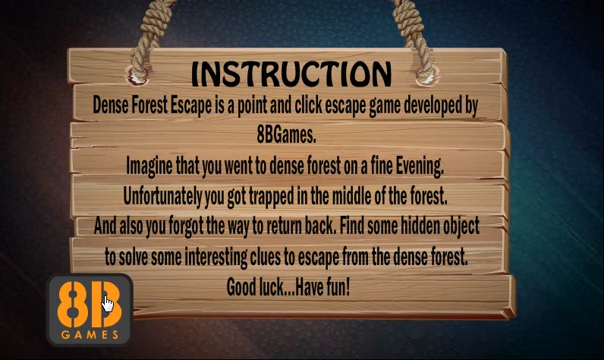 INSTRUCTION
Dense Forest Escape is a point and click escape game developed by
8BGames.
Imagine that you went to dense forest on a fine Evening.
Unfortunately you got trapped in the middle of the forest.
And also you forgot the way to return back. Find some hidden object
to solve some interesting clues to escape from the dense forest.
Good luck...Have fun!
8B
GAMES